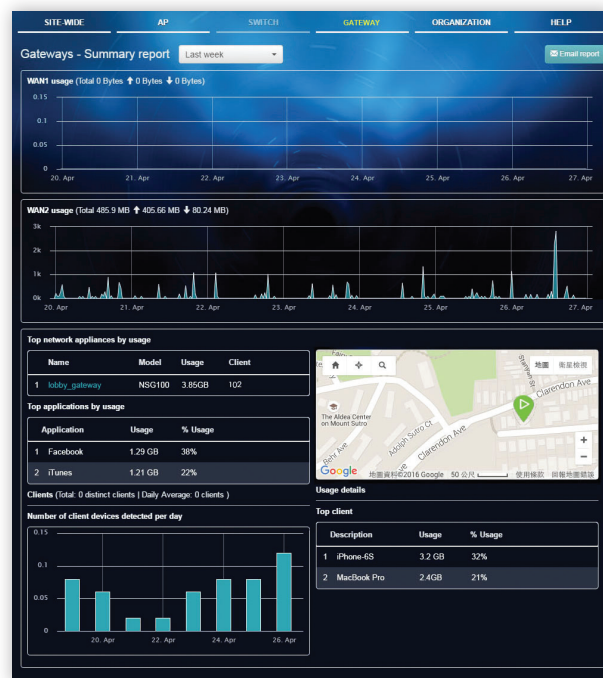 SITE-WIDE AP SWITCH GATEWAY ORGANIZATION HELP
Gateways - Summary report Last week Email report
WAN1 usage (Total 0 Bytes ↑ 0 Bytes ↓ 0 Bytes)
0.15
0.1
0.05
0
20. Apr 21. Apr 22. Apr 23. Apr 24. Apr 25. Apr 26. Apr 27. Apr
WAN2 usage (Total 485.9 MB ↑ 405.66 MB ↓ 80.24 MB)
3k
2k
1k
0k
20. Apr 21. Apr 22. Apr 23. Apr 24. Apr 25. Apr 26. Apr 27. Apr
Top network appliances by usage
Name Model Usage Client
1 lobby_gateway NSG100 3.85GB 102
Top applications by usage
Application Usage % Usage
1 Facebook 1.29 GB 38%
2 iTunes 1.21 GB 22%
Clients (Total: 0 distinct clients | Daily Average: 0 clients )
Number of client devices detected per day
0.15
0.1
0.05
0
20. Apr 22. Apr 24. Apr 26. Apr
地圖 衛星檢視
Stanyan St
Clarendon Ave
The Aldea Center
on Mount Sutro
Adolph Sutro Ct
Behr Ave
Clarendon Ave
+
−
Google 地圖資料©2016 Google 50 公尺 使用條款 回報地圖錯誤
Usage details
Top client
Description Usage % Usage
1 iPhone-6S 3.2 GB 32%
2 MacBook Pro 2.4GB 21%